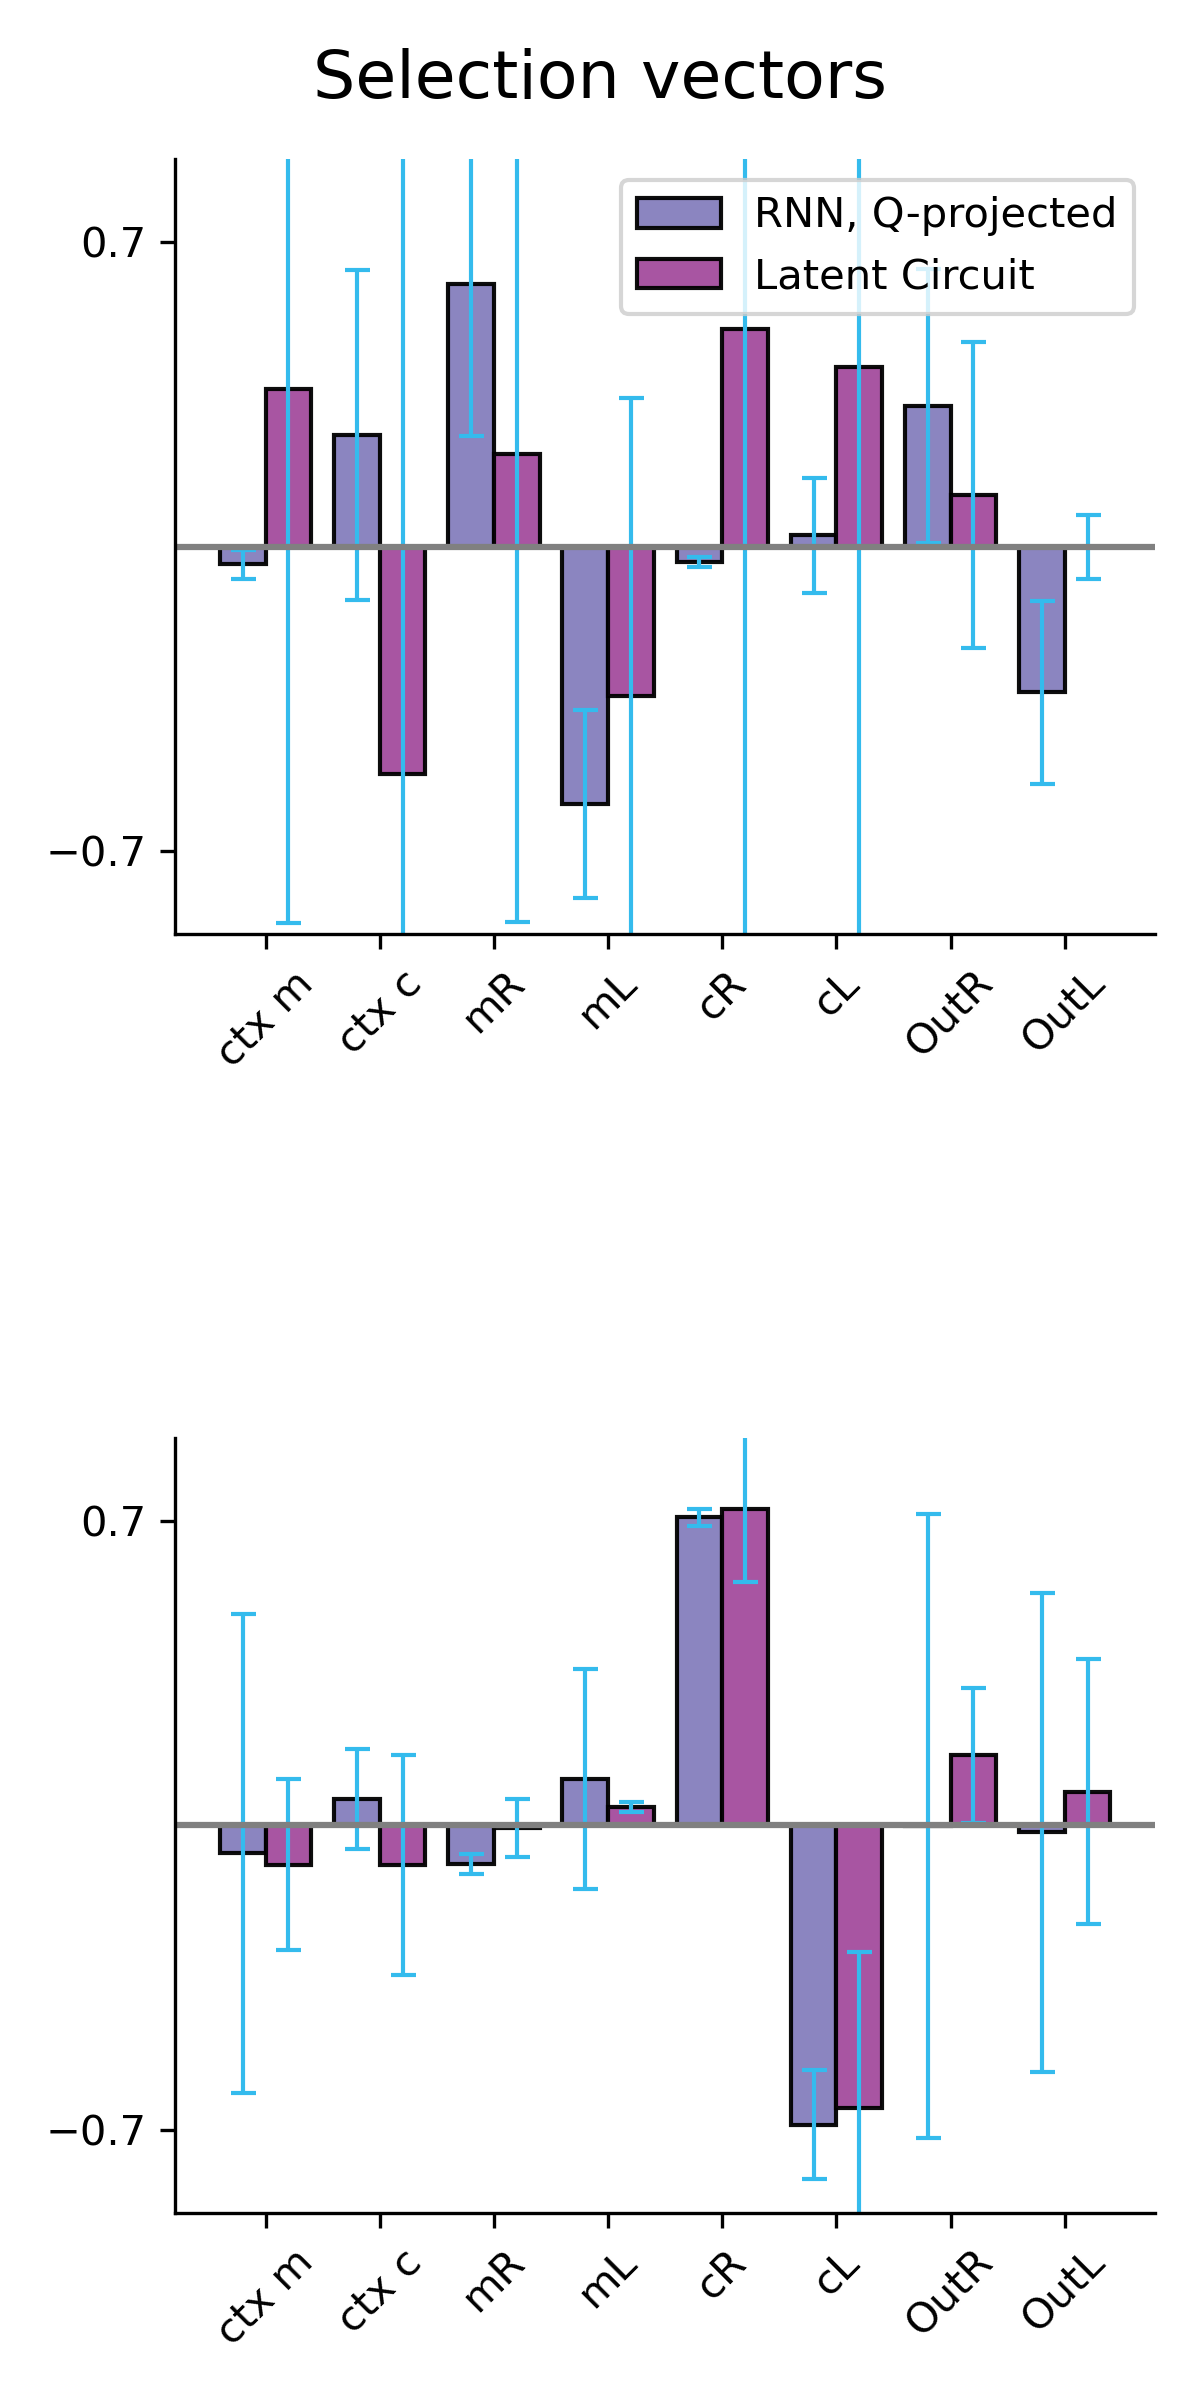 Selection vectors
0.7
RNN, Q-projected
Latent Circuit
−0.7
ctx m
ctx c
mR
mL
cR
cL
OutR
OutL
0.7
−0.7
ctx m
ctx c
mR
mL
cR
cL
OutR
OutL